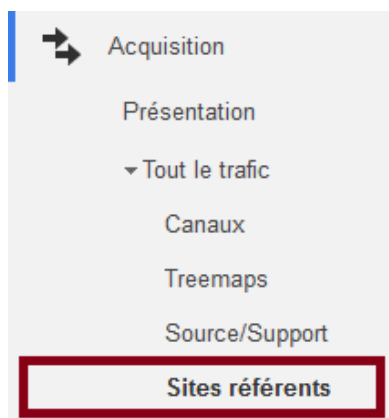 Acquisition
Présentation
Tout le trafic
Canaux
Treemaps
Source/Support
Sites référents